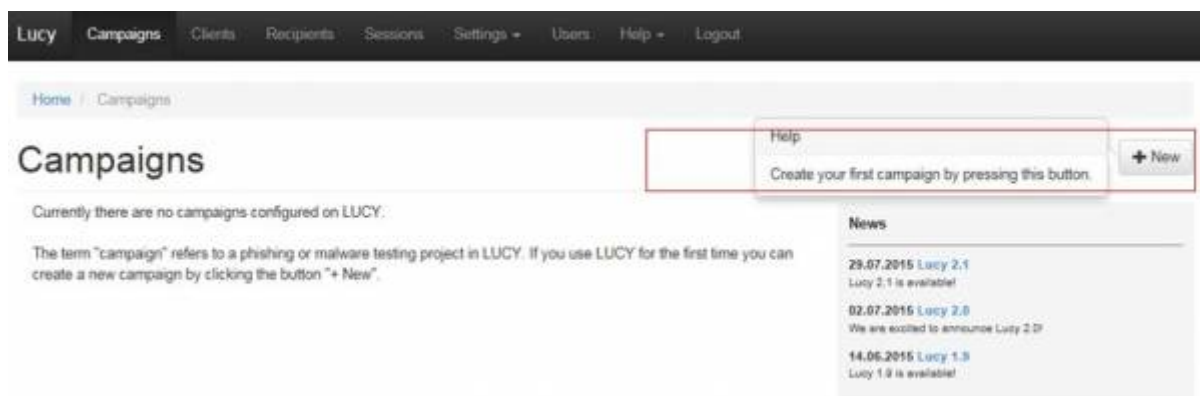 Lucy Campaigns Clients Recipients Sessions Settings Users Help Logout
Home / Campaigns
Campaigns
Help
Create your first campaign by pressing this button.
+ New
Currently there are no campaigns configured on LUCY.
The term "campaign" refers to a phishing or malware testing project in LUCY. If you use LUCY for the first time you can
create a new campaign by clicking the button "+ New".
News
29.07.2015 Lucy 2.1
Lucy 2.1 is available!
02.07.2015 Lucy 2.0
We are excited to announce Lucy 2.0!
14.06.2015 Lucy 1.9
Lucy 1.9 is available!